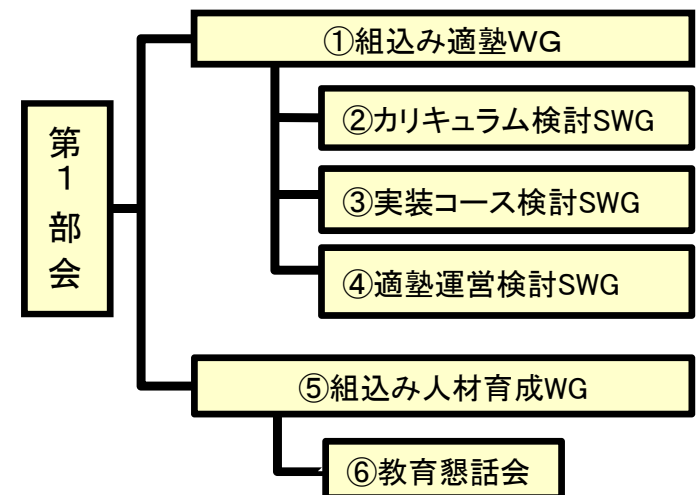 第1部会
①組込み適塾WG
②カリキュラム検討SWG
③実装コース検討SWG
④適塾運営検討SWG
⑤組込み人材育成WG
⑥教育懇話会